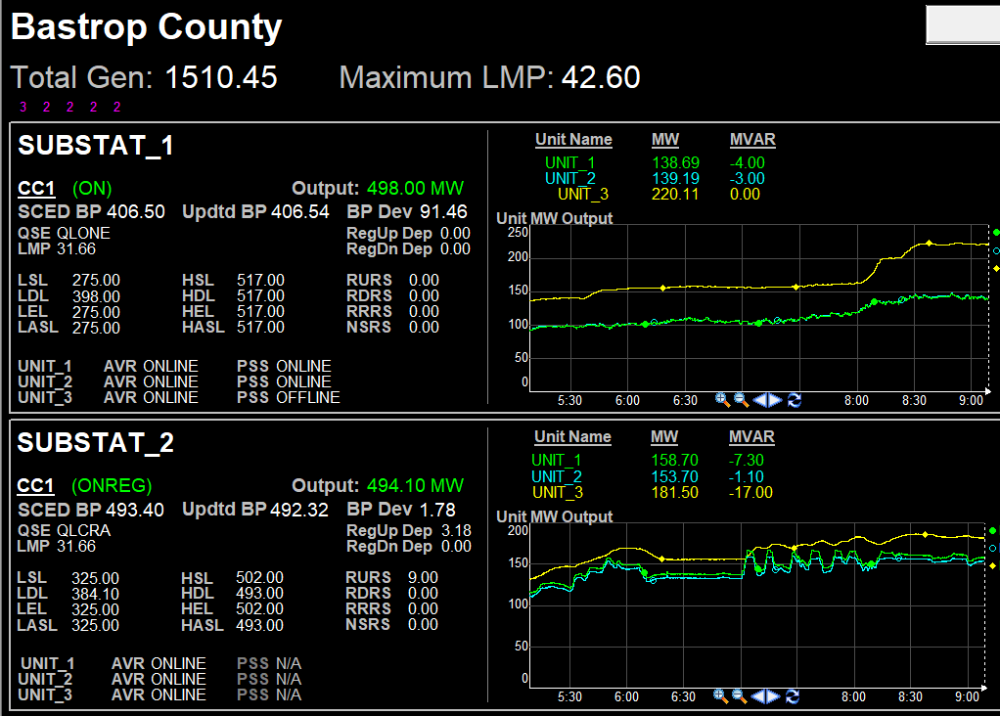 Bastrop County
Total Gen: 1510.45 Maximum LMP: 42.60
3 2 2 2 2
SUBSTAT_1
CC1 (ON) Output: 498.00 MW
SCED BP 406.50 Updtd BP 406.54 BP Dev 91.46
QSE QLONE RegUp Dep 0.00
LMP 31.66 RegDn Dep 0.00
LSL 275.00 HSL 517.00 RURS 0.00
LDL 398.00 HDL 517.00 RDRS 0.00
LEL 275.00 HEL 517.00 RRRS 0.00
LASL 275.00 HASL 517.00 NSRS 0.00
UNIT_1 AVR ONLINE PSS ONLINE
UNIT_2 AVR ONLINE PSS ONLINE
UNIT_3 AVR ONLINE PSS OFFLINE
Unit Name MW MVAR
UNIT_1 138.69 -4.00
UNIT_2 139.19 -3.00
UNIT_3 220.11 0.00
Unit MW Output
250
200
150
100
50
0
5:30 6:00 6:30 8:00 8:30 9:00
SUBSTAT_2
CC1 (ONREG) Output: 494.10 MW
SCED BP 493.40 Updtd BP 492.32 BP Dev 1.78
QSE QLCRA RegUp Dep 3.18
LMP 31.66 RegDn Dep 0.00
LSL 325.00 HSL 502.00 RURS 9.00
LDL 384.10 HDL 493.00 RDRS 0.00
LEL 325.00 HEL 502.00 RRRS 0.00
LASL 325.00 HASL 493.00 NSRS 0.00
UNIT_1 AVR ONLINE PSS N/A
UNIT_2 AVR ONLINE PSS N/A
UNIT_3 AVR ONLINE PSS N/A
Unit Name MW MVAR
UNIT_1 158.70 -7.30
UNIT_2 153.70 -1.10
UNIT_3 181.50 -17.00
Unit MW Output
200
150
100
50
0
5:30 6:00 6:30 8:00 8:30 9:00